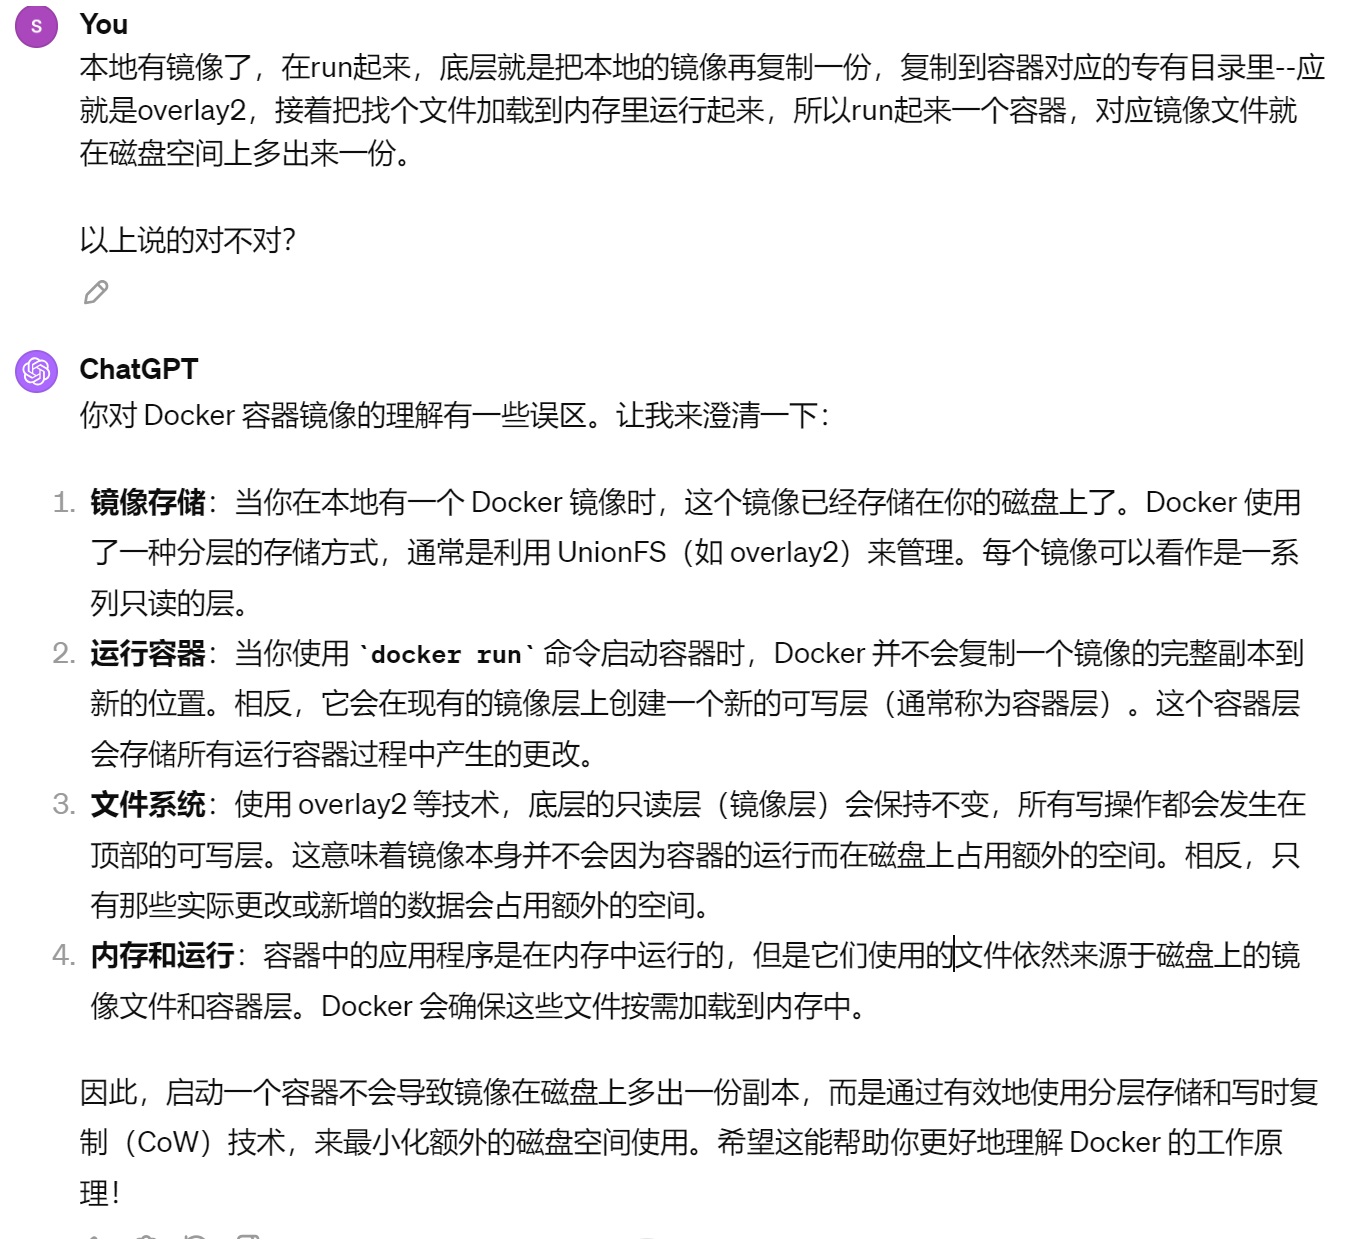 S
You
本地有镜像了，在run起来，底层就是把本地的镜像再复制一份，复制到容器对应的专有目录里--应
就是overlay2，接着把找个文件加载到内存里运行起来，所以run起来一个容器，对应镜像文件就
在磁盘空间上多出来一份。
以上说的对不对？
ChatGPT
你对 Docker 容器镜像的理解有一些误区。让我来澄清一下：
1. 镜像存储：当你在本地有一个 Docker 镜像时，这个镜像已经存储在你的磁盘上了。Docker 使用
了一种分层的存储方式，通常是利用 UnionFS（如 overlay2）来管理。每个镜像可以看作是一系
列只读的层。
2. 运行容器：当你使用 `docker run` 命令启动容器时，Docker 并不会复制一个镜像的完整副本到
新的位置。相反，它会在现有的镜像层上创建一个新的可写层（通常称为容器层）。这个容器层
会存储所有运行容器过程中产生的更改。
3. 文件系统：使用 overlay2 等技术，底层的只读层（镜像层）会保持不变，所有写操作都会发生在
顶部的可写层。这意味着镜像本身并不会因为容器的运行而在磁盘上占用额外的空间。相反，只
有那些实际更改或新增的数据会占用额外的空间。
4. 内存和运行：容器中的应用程序是在内存中运行的，但是它们使用的文件依然来源于磁盘上的镜
像文件和容器层。Docker 会确保这些文件按需加载到内存中。
因此，启动一个容器不会导致镜像在磁盘上多出一份副本，而是通过有效地使用分层存储和写时复
制（CoW）技术，来最小化额外的磁盘空间使用。希望这能帮助你更好地理解 Docker 的工作原
理！